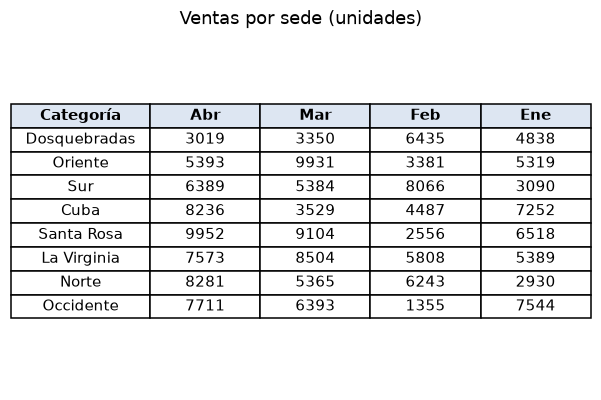 Ventas por sede (unidades)
Categoría Abr Mar Feb Ene
Dosquebradas 3019 3350 6435 4838
Oriente 5393 9931 3381 5319
Sur 6389 5384 8066 3090
Cuba 8236 3529 4487 7252
Santa Rosa 9952 9104 2556 6518
La Virginia 7573 8504 5808 5389
Norte 8281 5365 6243 2930
Occidente 7711 6393 1355 7544